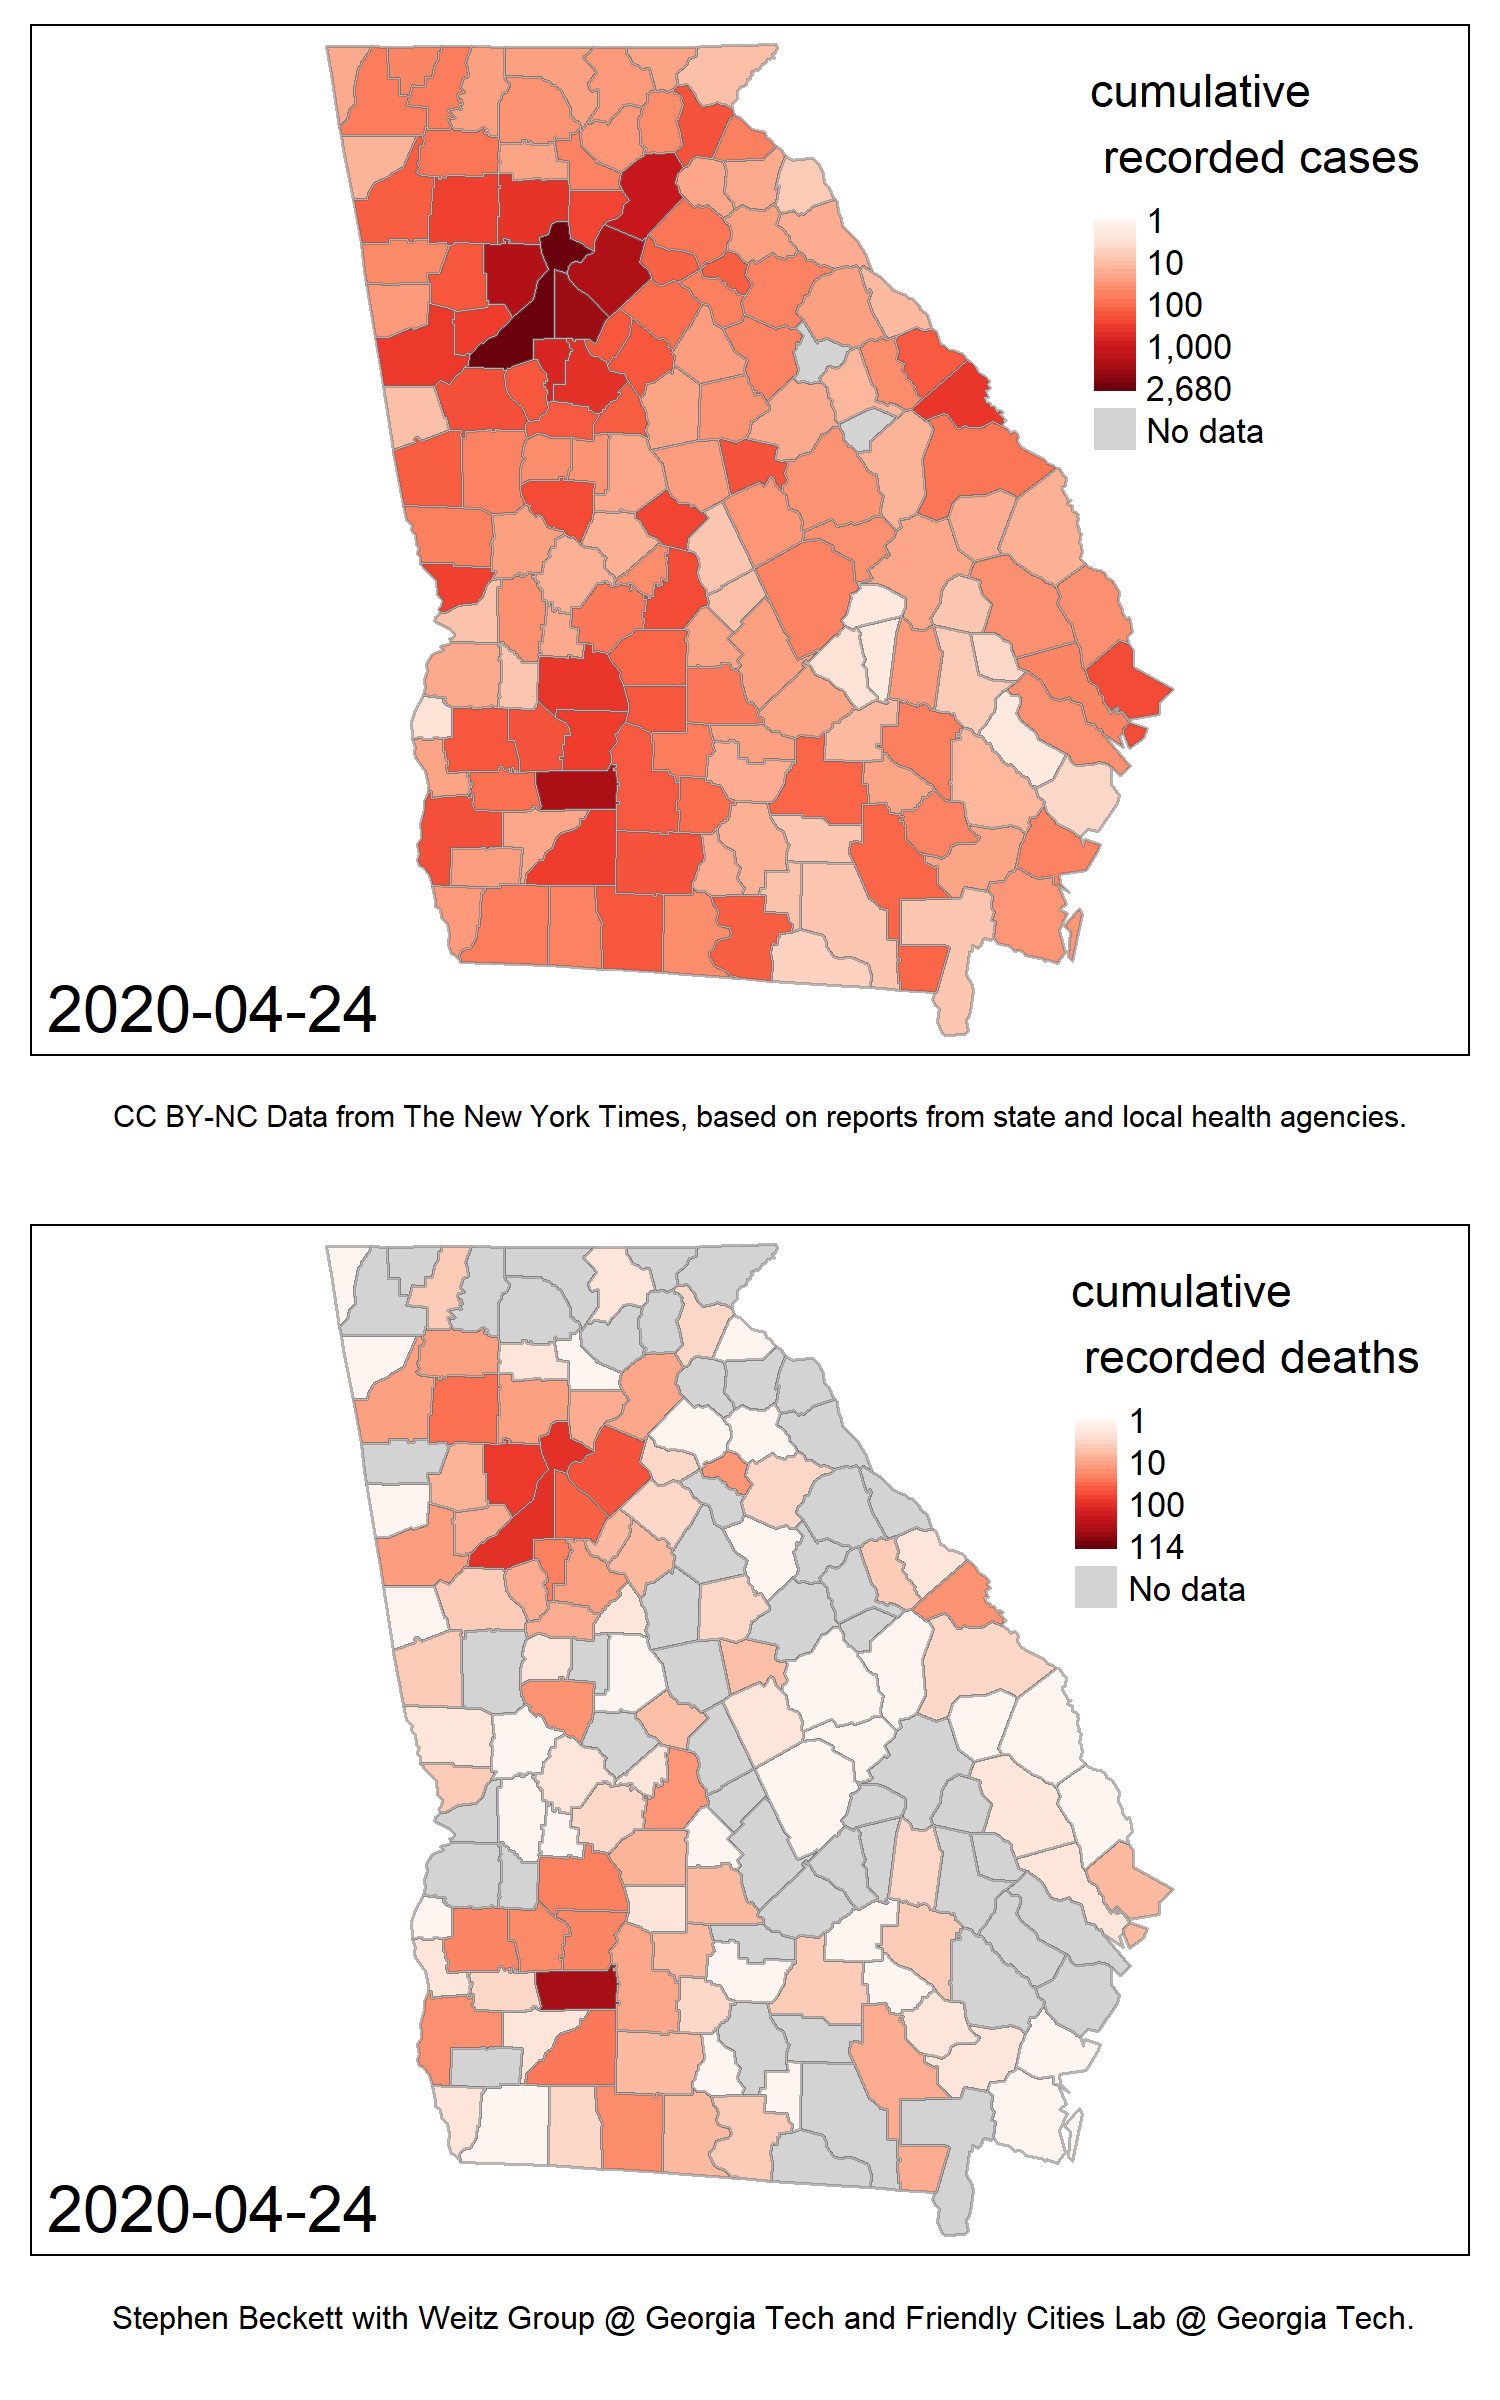 cumulative
recorded cases
1
10
100
1,000
2,680
No data
2020-04-24
CC BY-NC Data from The New York Times, based on reports from state and local health agencies.
cumulative
recorded deaths
1
10
100
114
No data
2020-04-24
Stephen Beckett with Weitz Group @ Georgia Tech and Friendly Cities Lab @ Georgia Tech.